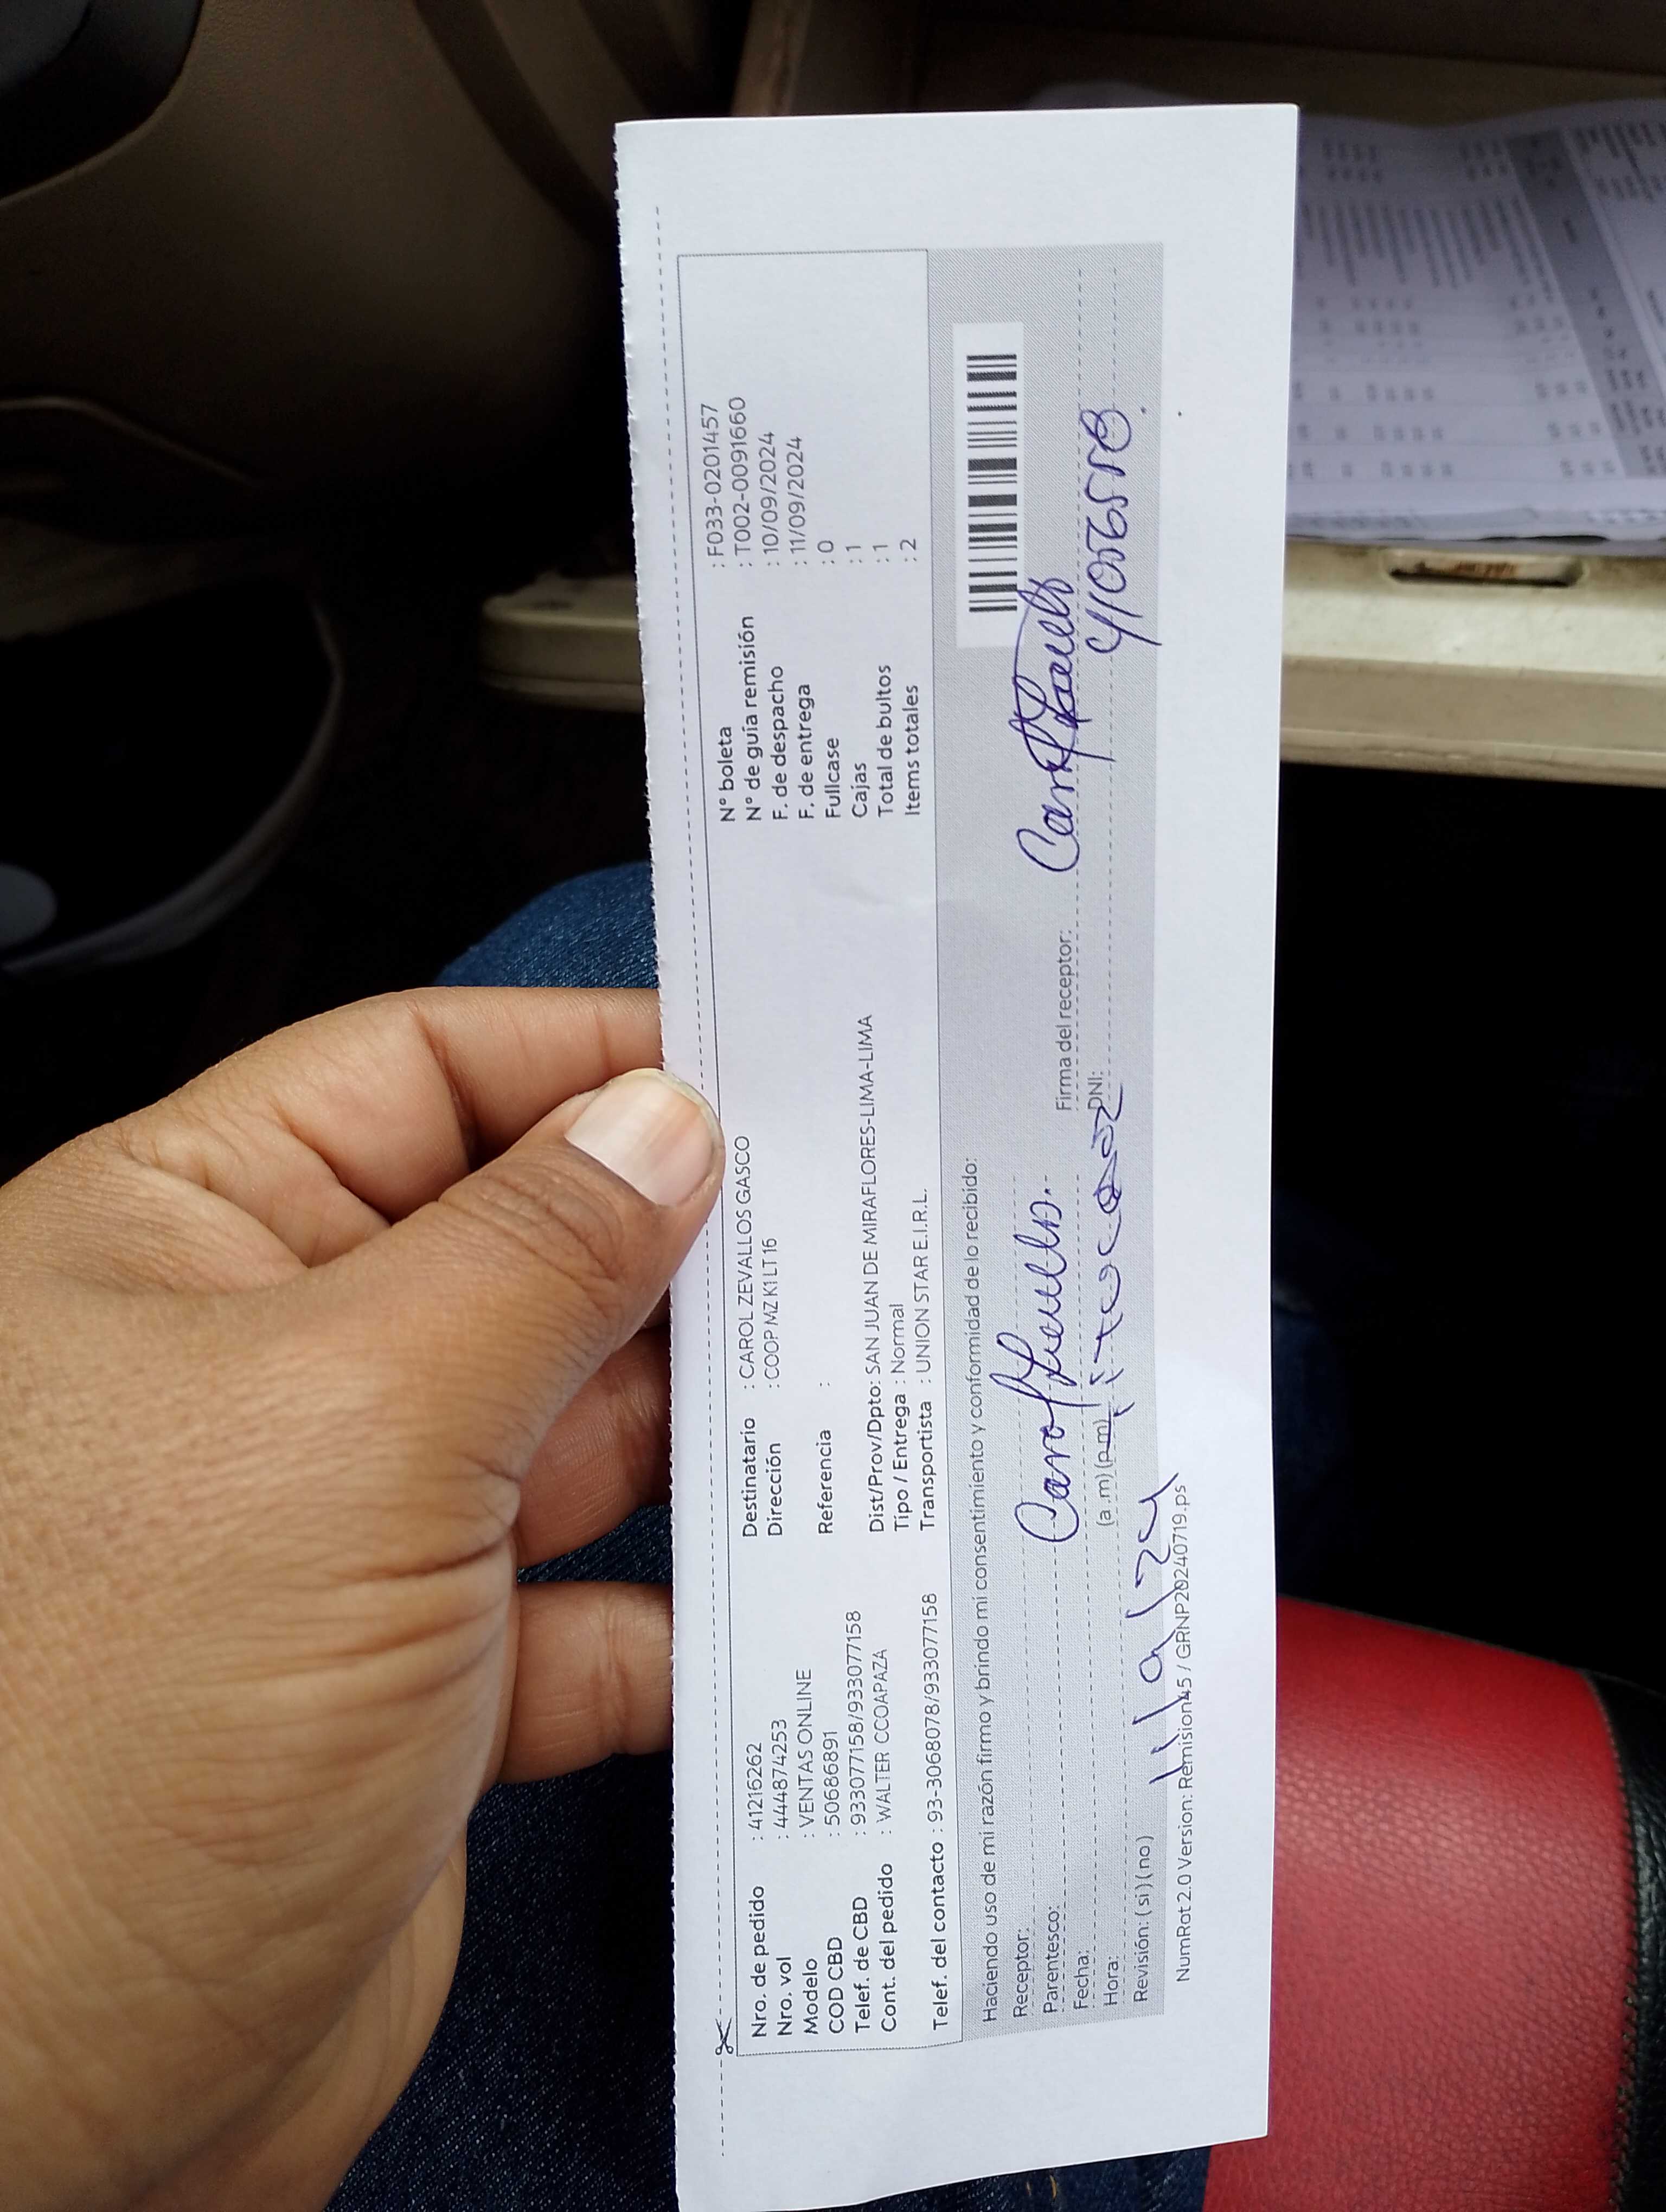 Nro. de pedido : 41216262
Nro. vol : 444874253
Modelo : VENTAS ONLINE
COD CBD : 50686891
Telef. de CBD : 933077158/933077158
Cont. del pedido : WALTER CCOAPAZA
Telef. del contacto : 93-3068078/933077158
Destinatario : CAROL ZEVALLOS GASCO
Dirección : COOP MZ K1 LT 16
Referencia :
Dist/Prov/Dpto: SAN JUAN DE MIRAFLORES-LIMA-LIMA
Tipo / Entrega : Normal
Transportista : UNION STAR E.I.R.L.
N° boleta : F033-0201457
N° de guía remisión : T002-0091660
F. de despacho : 10/09/2024
F. de entrega : 11/09/2024
Fullcase : 0
Cajas : 1
Total de bultos : 1
Items totales : 2
Haciendo uso de mi razón firmo y brindo mi consentimiento y conformidad de lo recibido:
Receptor: Carol
Parentesco:
Fecha:
Hora: (a.m) (p.m)
Revisión: (si) (no) 11/9/24
Firma del receptor:
DNI:
NumRot 2.0 Version: Remision45 / GRNP20240719.ps